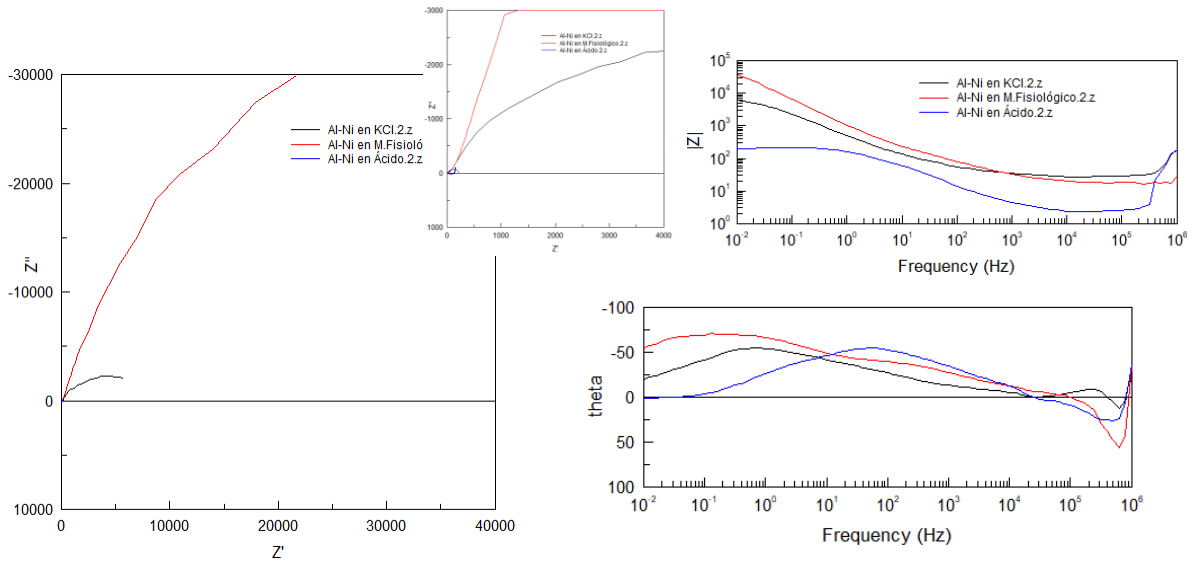 -30000
-20000
-10000
0
10000
0
10000
20000
30000
40000
Z''
Z'
Al-Ni en KCl.2.z
Al-Ni en M.Fisioló
Al-Ni en Ácido.2.z
-3000
-2000
-1000
0
1000
0
1000
2000
3000
4000
Z''
Z'
Al-Ni en KCl.2.z
Al-Ni en M.Fisiológico.2.z
Al-Ni en Ácido.2.z
10^5
10^4
10^3
10^2
10^1
10^0
|Z|
Al-Ni en KCl.2.z
Al-Ni en M.Fisiológico.2.z
Al-Ni en Ácido.2.z
10^-2 10^-1 10^0 10^1 10^2 10^3 10^4 10^5 10^6
Frequency (Hz)
-100
-50
0
50
100
theta
10^-2 10^-1 10^0 10^1 10^2 10^3 10^4 10^5 10^6
Frequency (Hz)